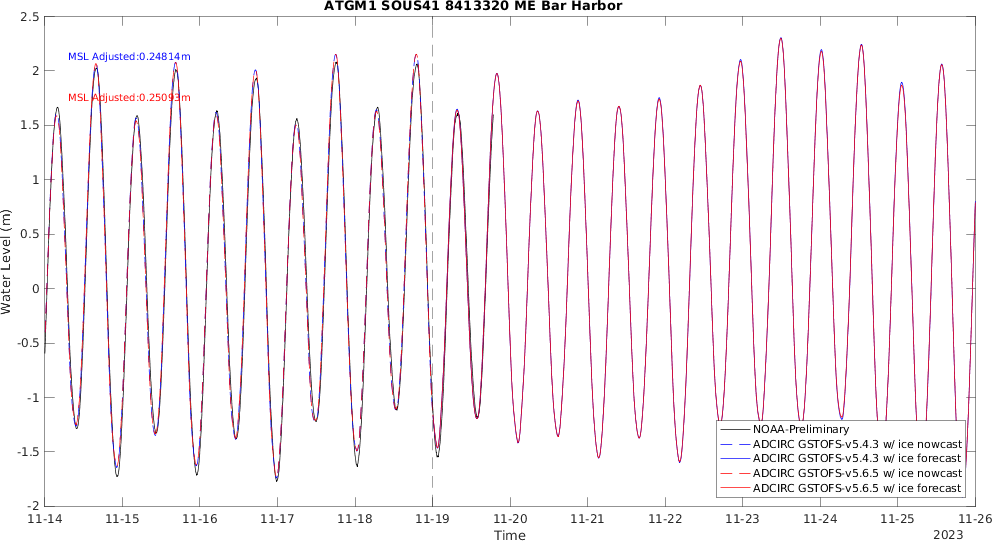 ATGM1 SOUS41 8413320 ME Bar Harbor
2.5
2
1.5
1
0.5
0
-0.5
-1
-1.5
-2
Water Level (m)
MSL Adjusted:0.24814m
MSL Adjusted:0.25093m
NOAA-Preliminary
ADCIRC GSTOFS-v5.4.3 w/ ice nowcast
ADCIRC GSTOFS-v5.4.3 w/ ice forecast
ADCIRC GSTOFS-v5.6.5 w/ ice nowcast
ADCIRC GSTOFS-v5.6.5 w/ ice forecast
11-14 11-15 11-16 11-17 11-18 11-19 11-20 11-21 11-22 11-23 11-24 11-25 11-26
Time
2023